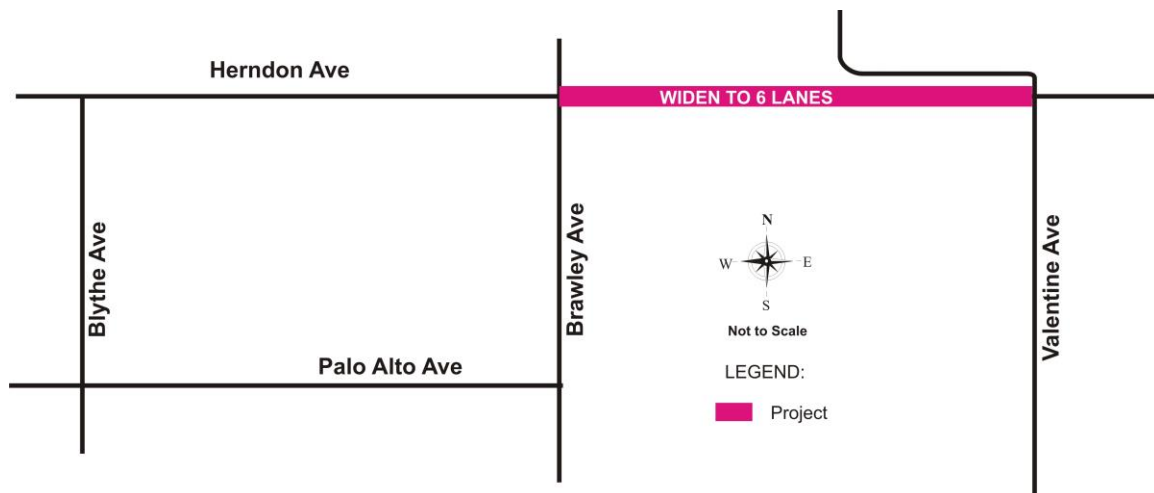 Herndon Ave
WIDEN TO 6 LANES
Blythe Ave
Brawley Ave
Valentine Ave
N
W
E
S
Not to Scale
Palo Alto Ave
LEGEND:
Project